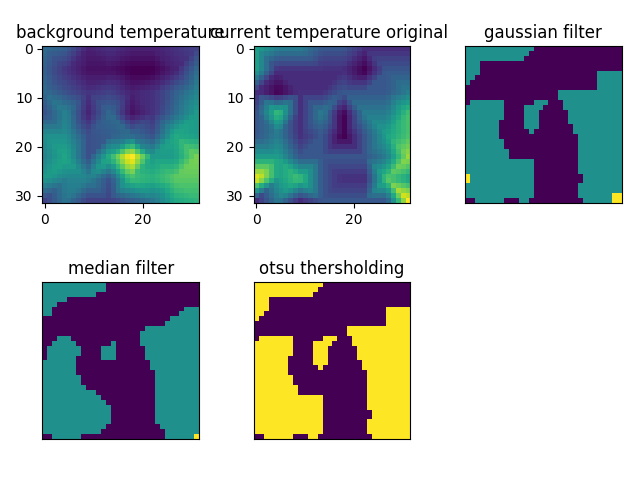 background temperature
current temperature original
gaussian filter
0
10
20
30
0
20
0
10
20
30
0
20
median filter
otsu thersholding